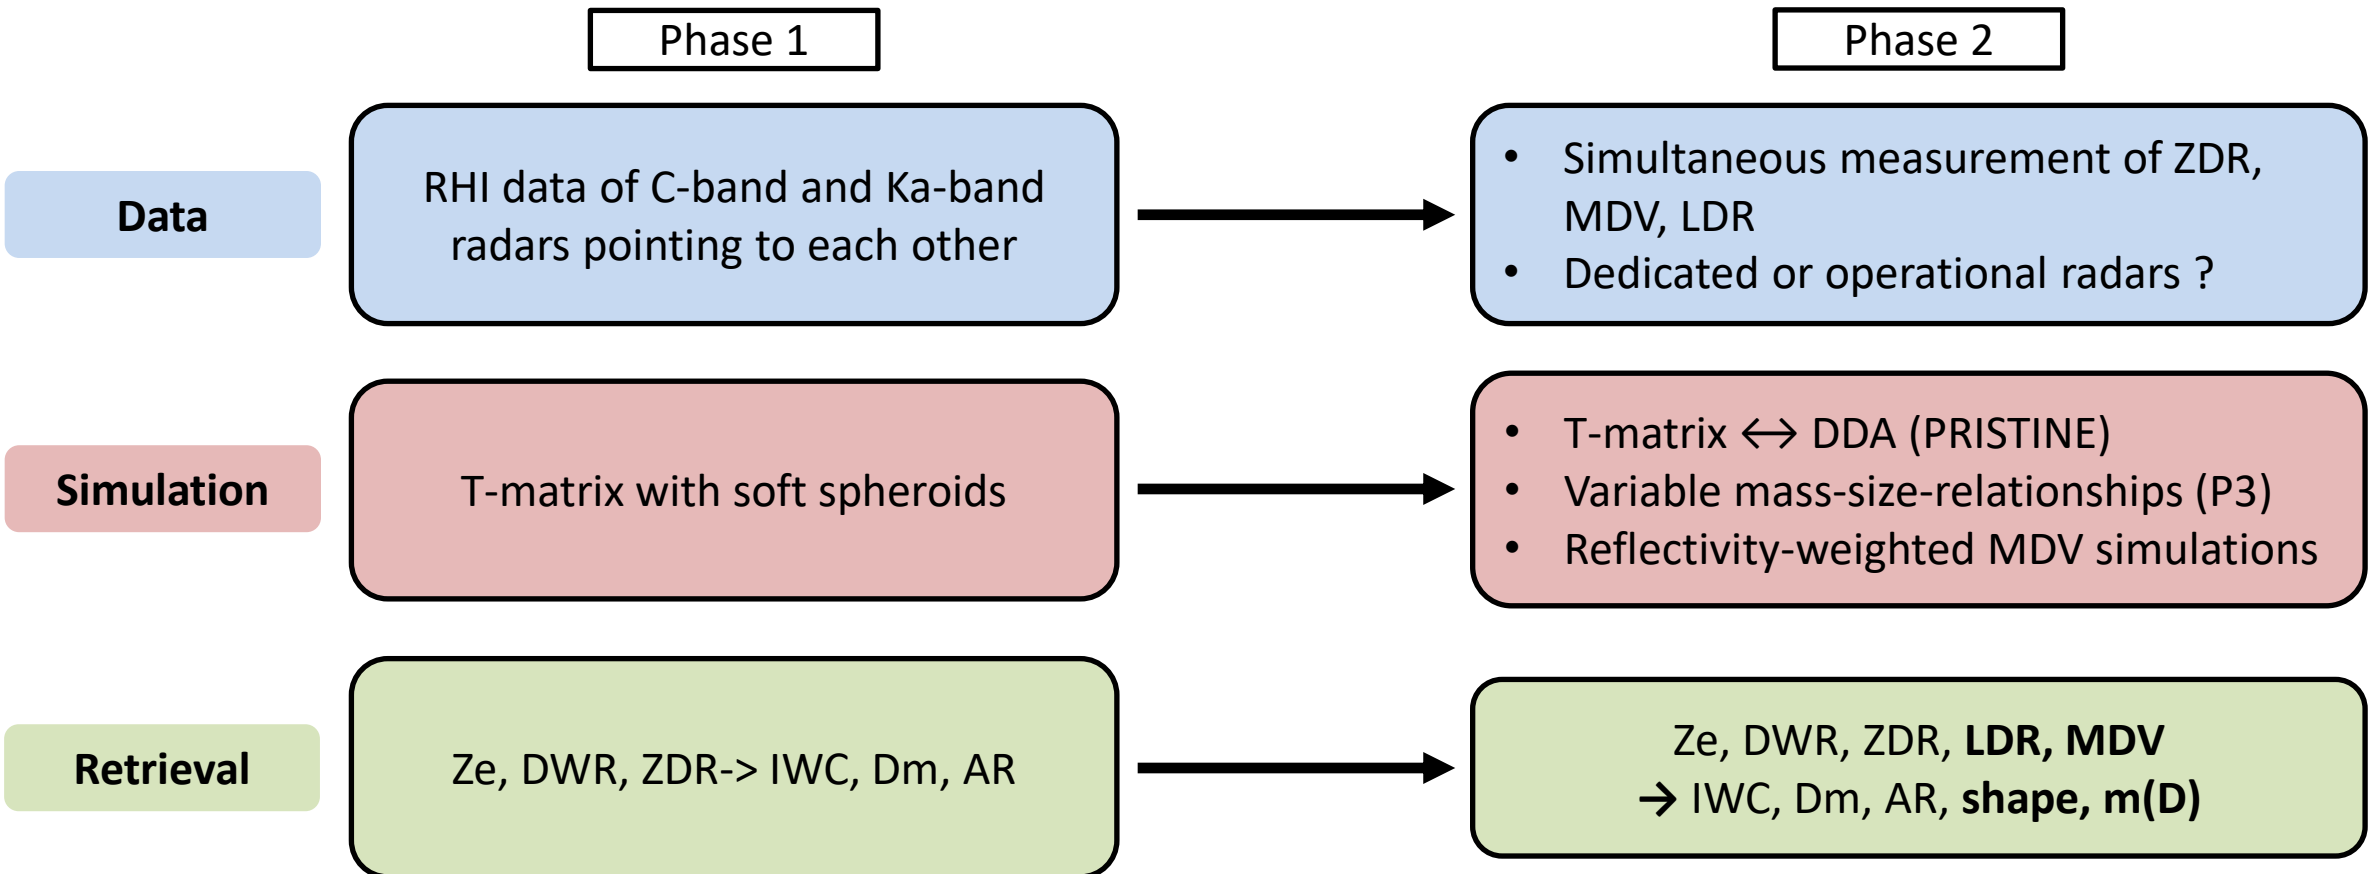 Phase 1
Phase 2
Data
RHI data of C-band and Ka-band
radars pointing to each other
• Simultaneous measurement of ZDR,
MDV, LDR
• Dedicated or operational radars ?
Simulation
T-matrix with soft spheroids
• T-matrix ↔ DDA (PRISTINE)
• Variable mass-size-relationships (P3)
• Reflectivity-weighted MDV simulations
Retrieval
Ze, DWR, ZDR-> IWC, Dm, AR
Ze, DWR, ZDR, LDR, MDV
→ IWC, Dm, AR, shape, m(D)